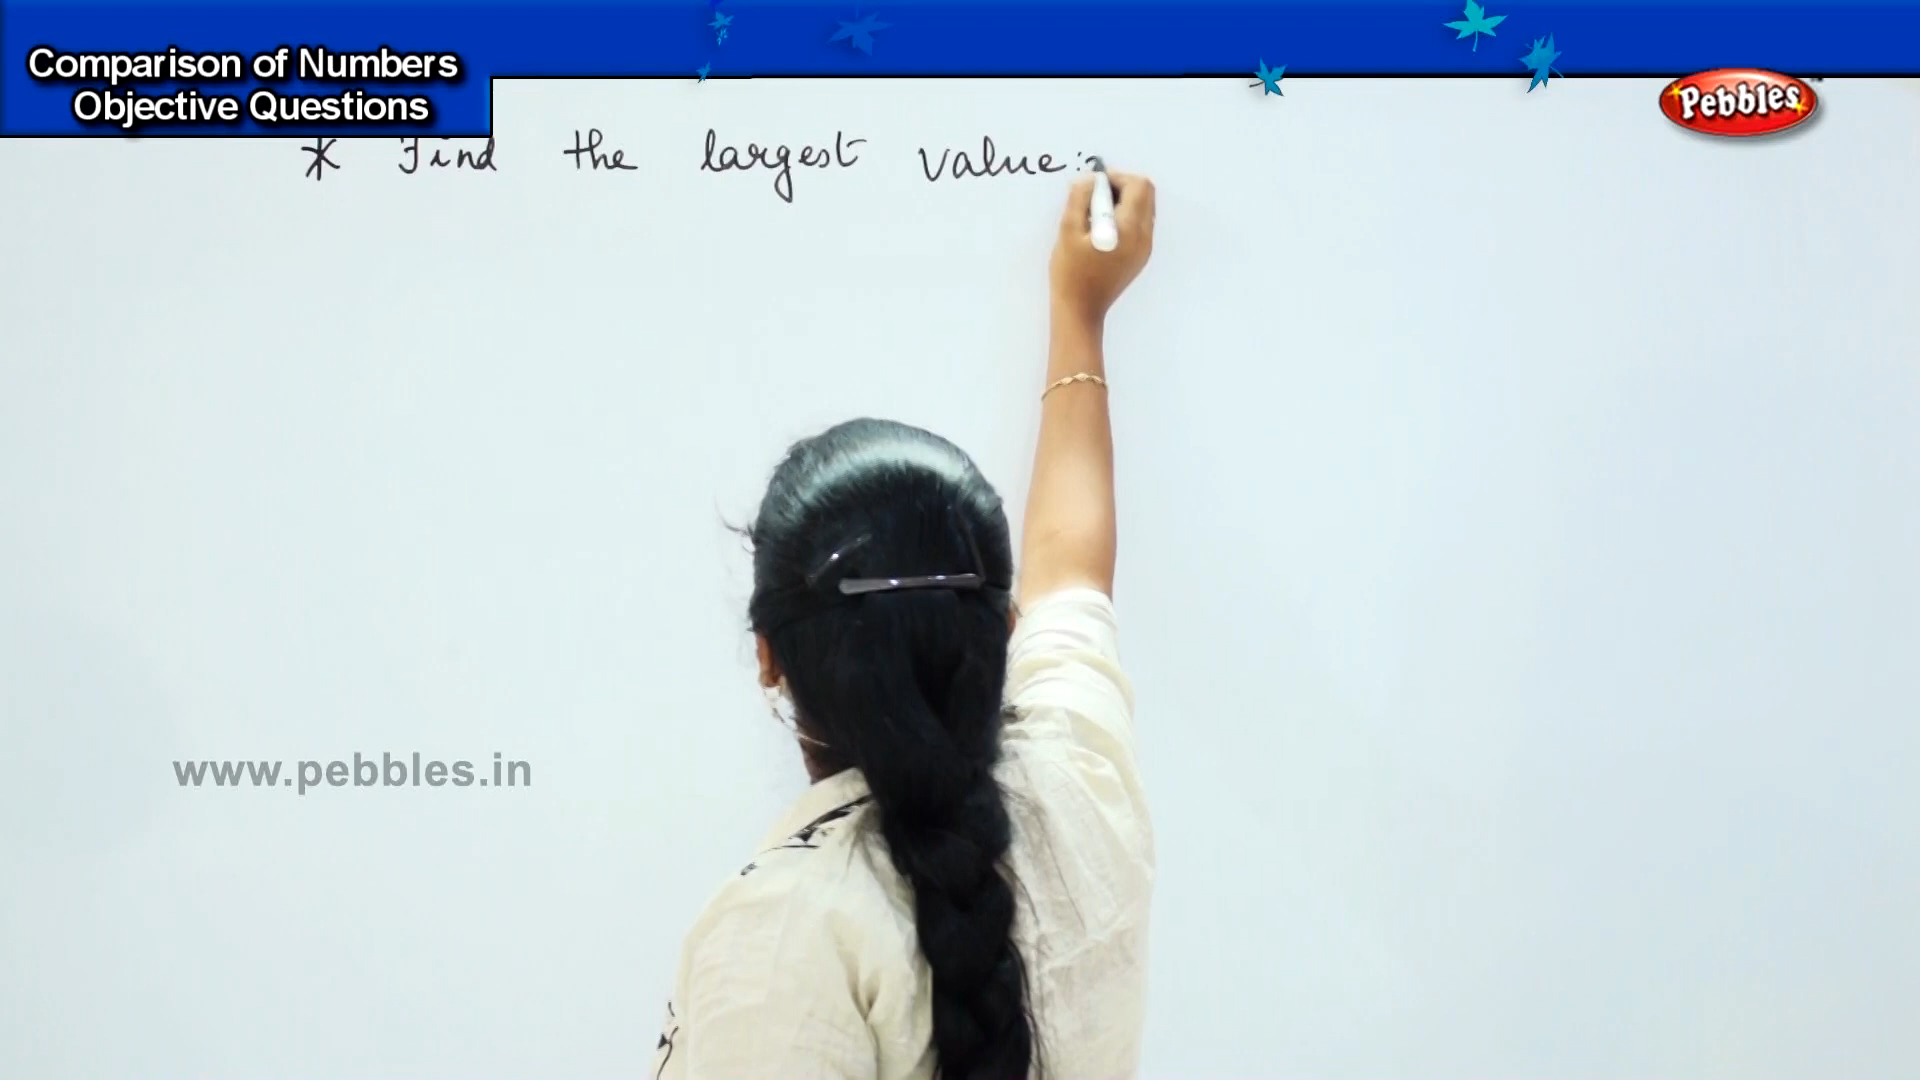 Comparison of Numbers
Objective Questions
Pebbles
* Find the largest value:-
www.pebbles.in